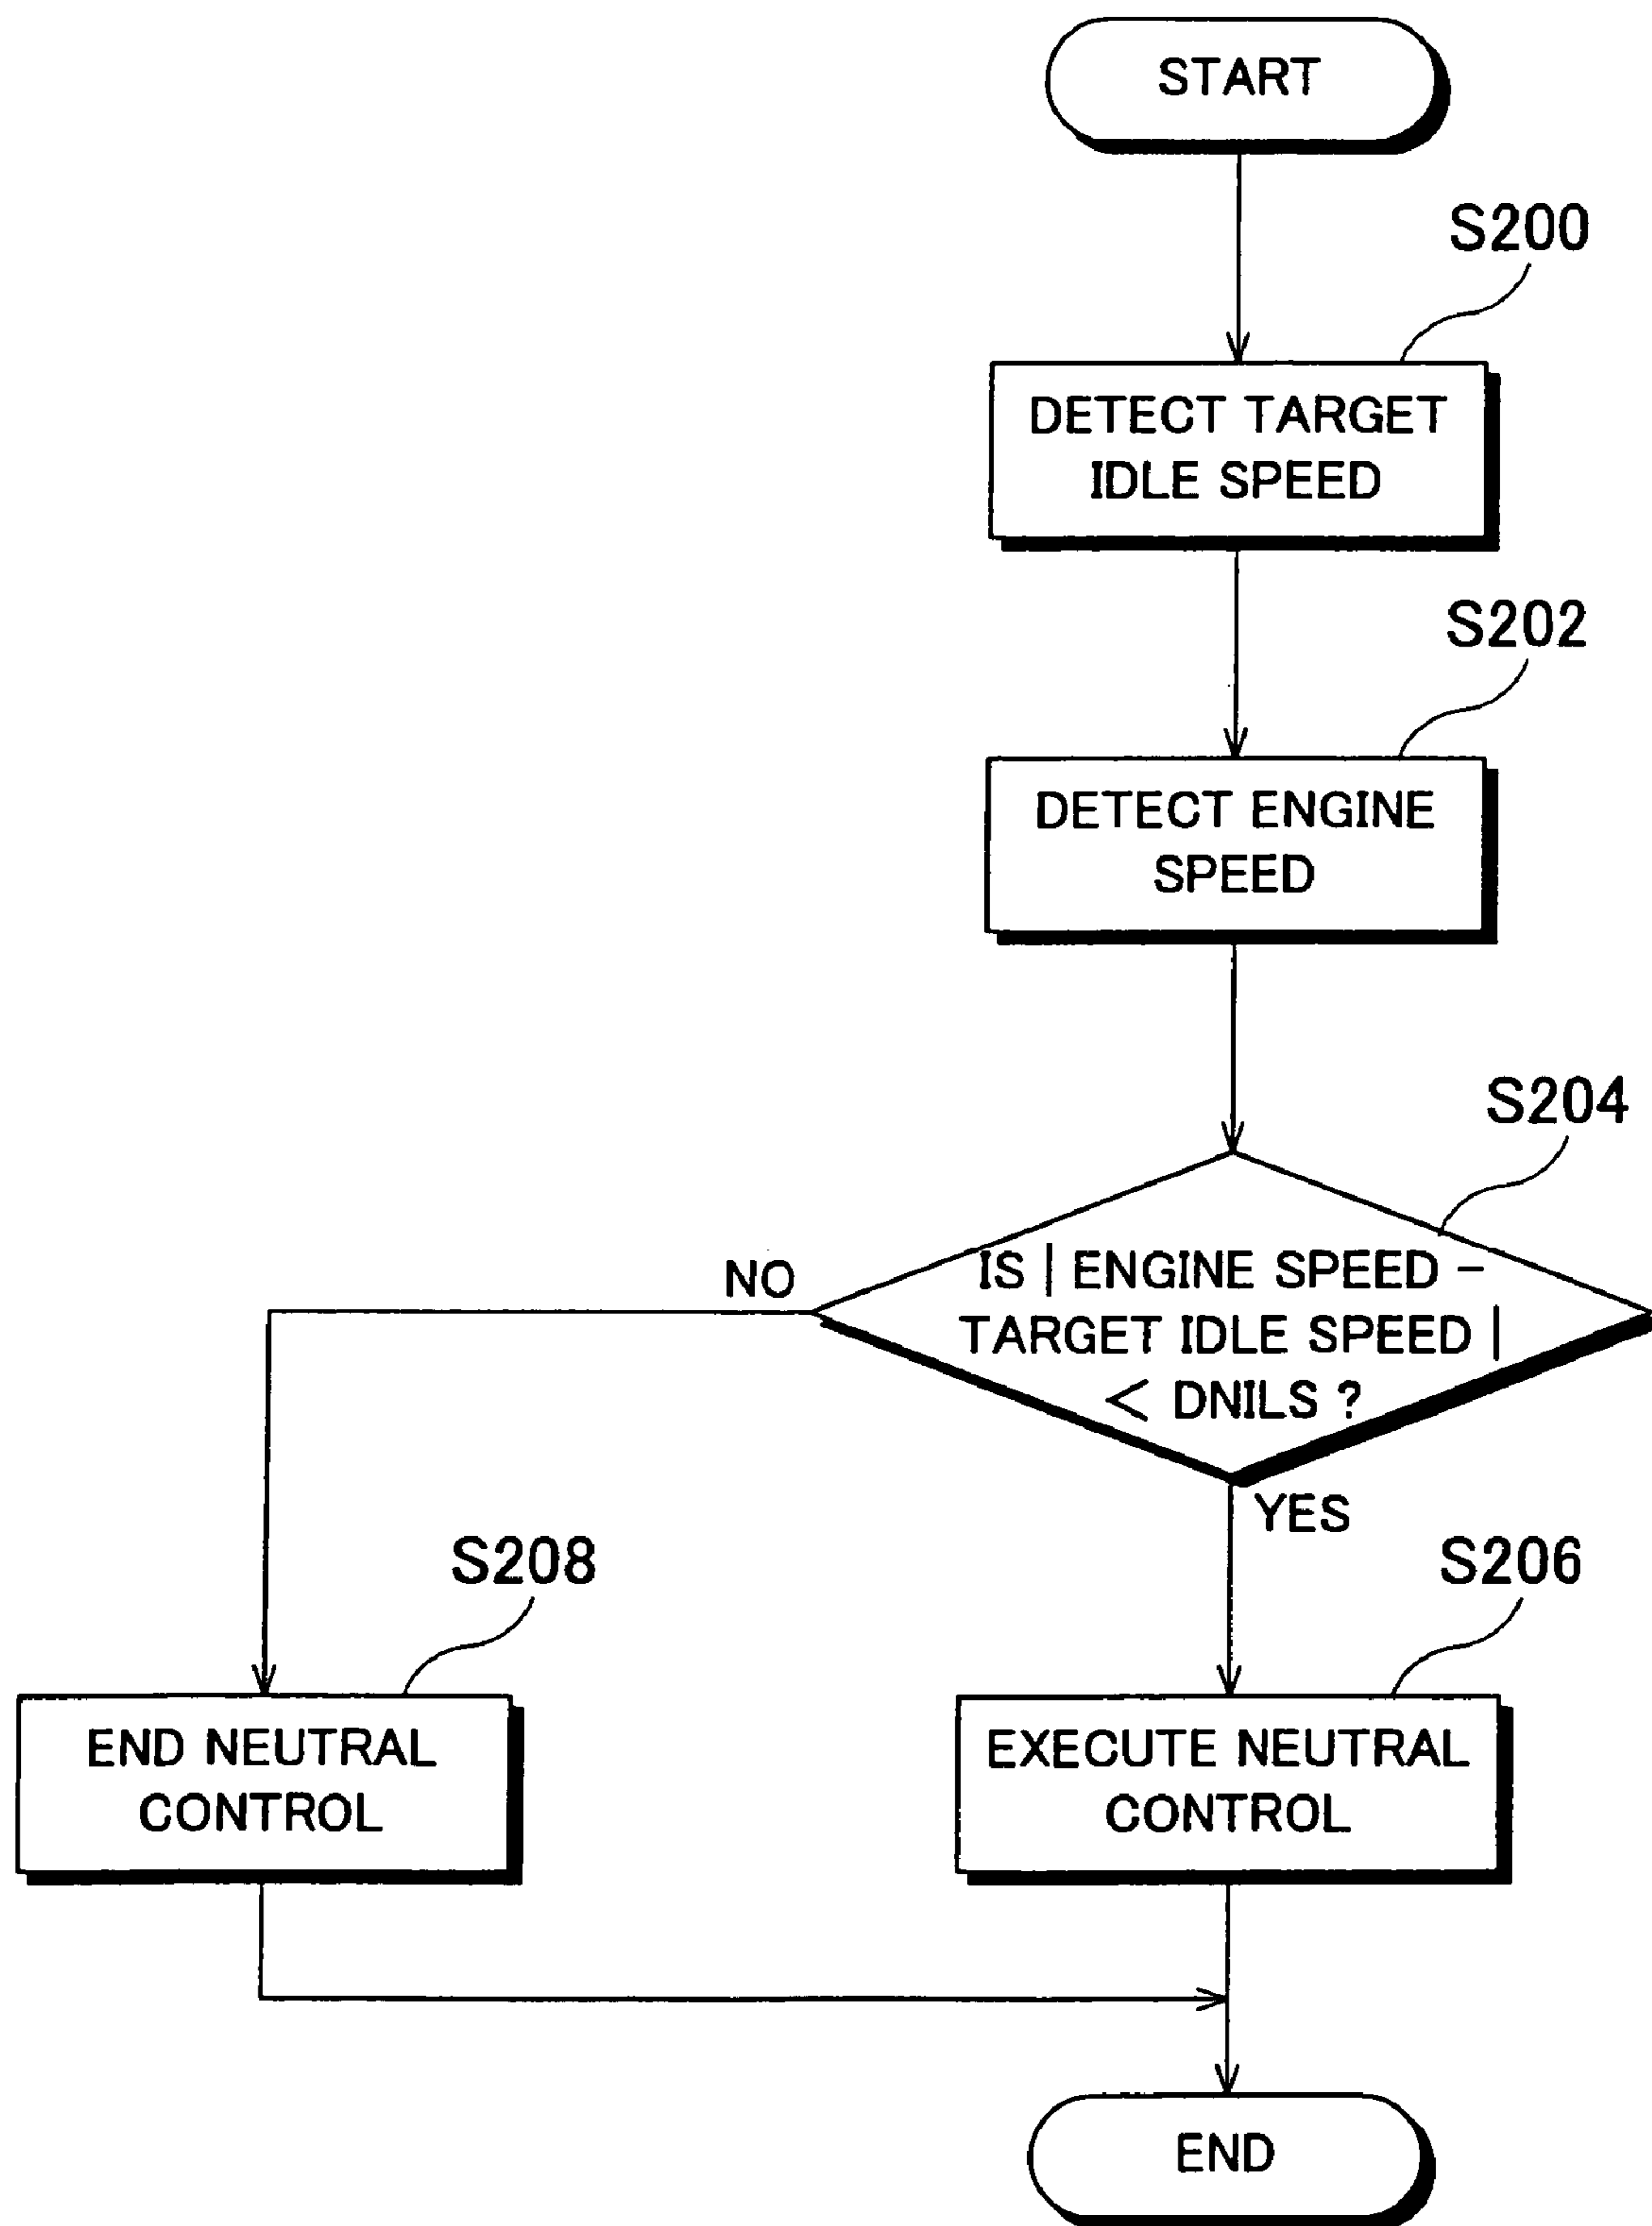 START
S200
DETECT TARGET
IDLE SPEED
S202
DETECT ENGINE
SPEED
S204
IS | ENGINE SPEED –
TARGET IDLE SPEED |
< DNILS ?
NO
YES
S208
S206
END NEUTRAL
CONTROL
EXECUTE NEUTRAL
CONTROL
END